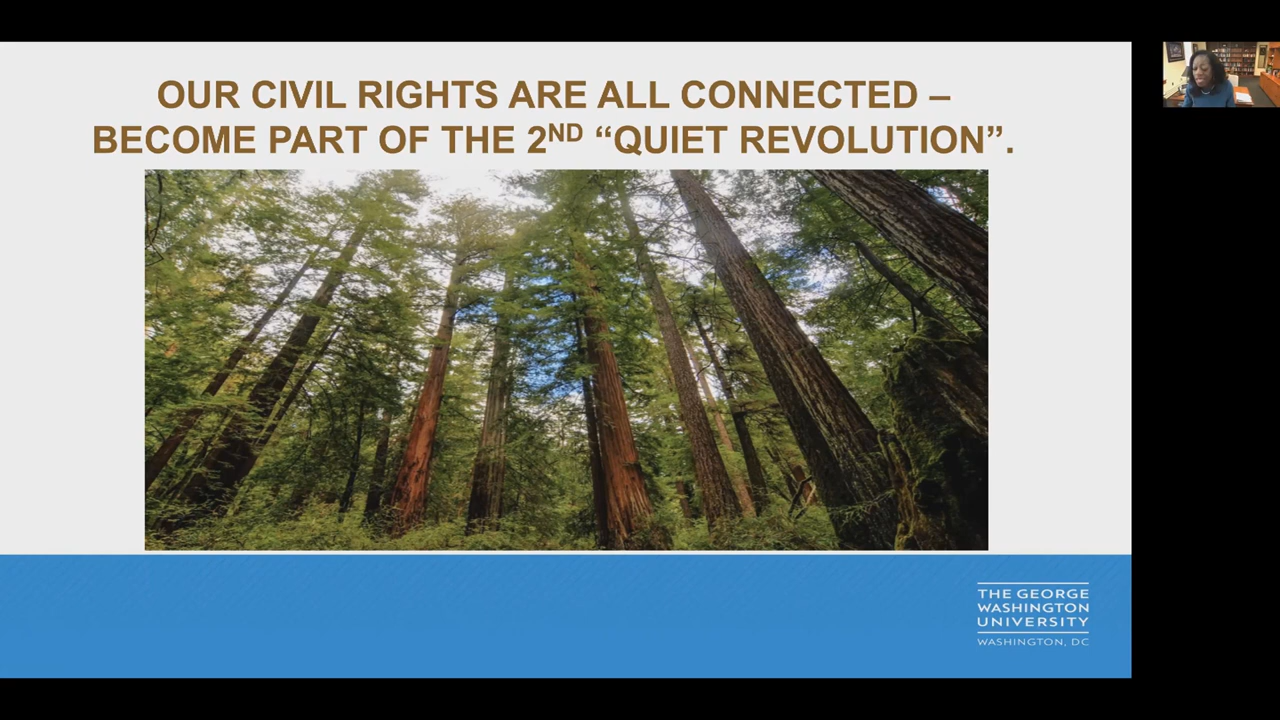 OUR CIVIL RIGHTS ARE ALL CONNECTED –
BECOME PART OF THE 2ND “QUIET REVOLUTION”.
THE GEORGE
WASHINGTON
UNIVERSITY
WASHINGTON, DC